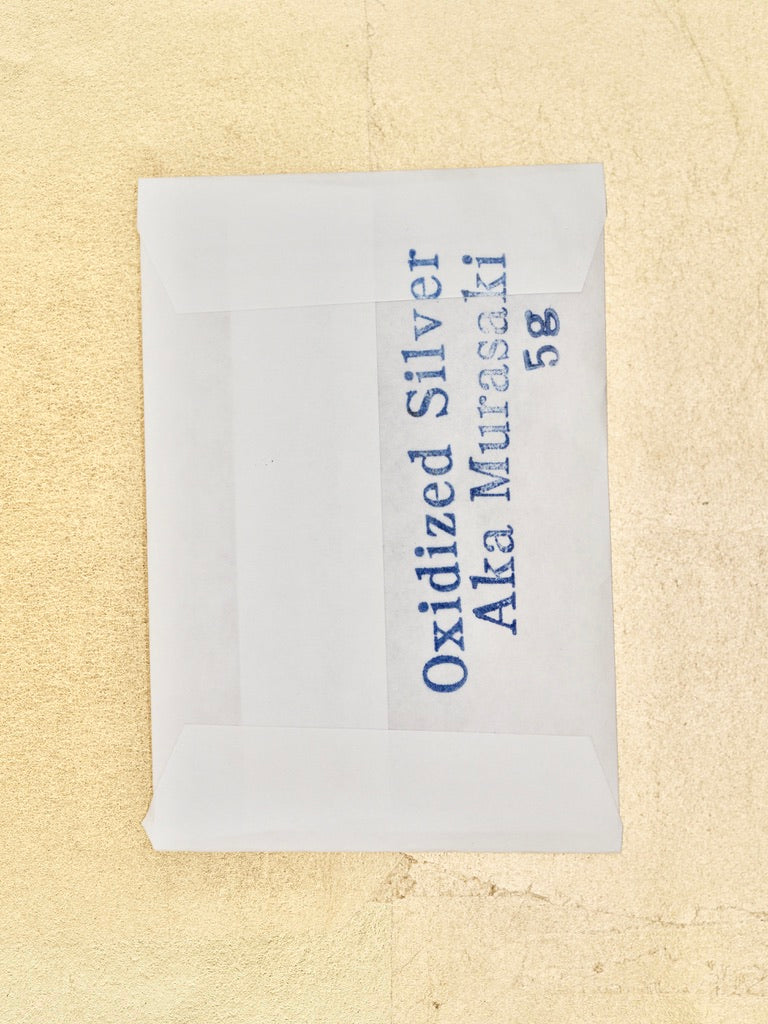 Oxidized Silver
Aka Murasaki
5g